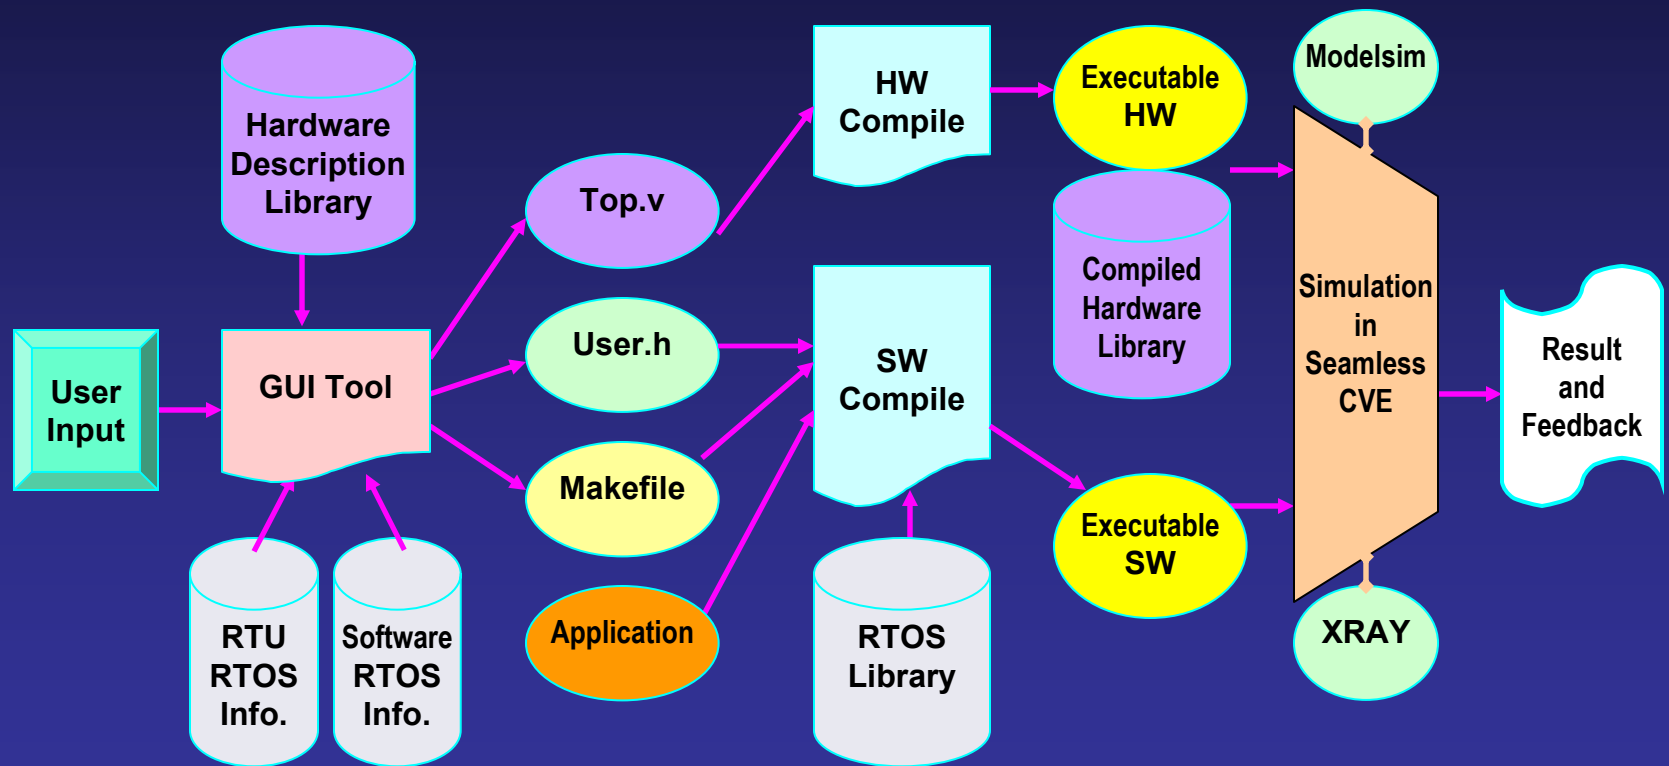 Hardware
Description
Library
User
Input
GUI Tool
RTU
RTOS
Info.
Software
RTOS
Info.
Top.v
User.h
Makefile
Application
HW
Compile
SW
Compile
RTOS
Library
Executable
HW
Compiled
Hardware
Library
Executable
SW
Modelsim
Simulation
in
Seamless
CVE
XRAY
Result
and
Feedback